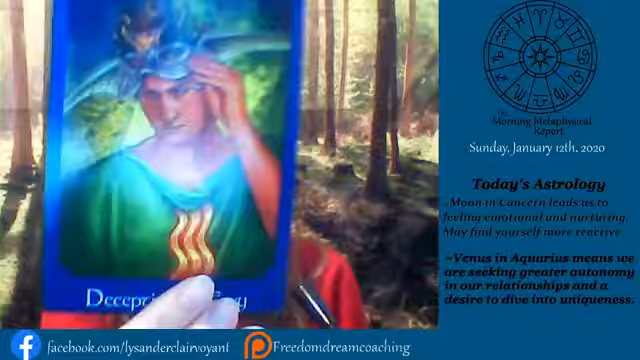 The
Morning Metaphysical
Report
Sunday, January 12th, 2020
Today's Astrology
Moon in Cancer leads us to
feeling emotional and nurturing.
May find yourself more reactive
~Venus in Aquarius means we
are seeking greater autonomy
in our relationships and a
desire to dive into uniqueness.
facebook.com/lysanderclairvoyant
Freedomdreamcoaching